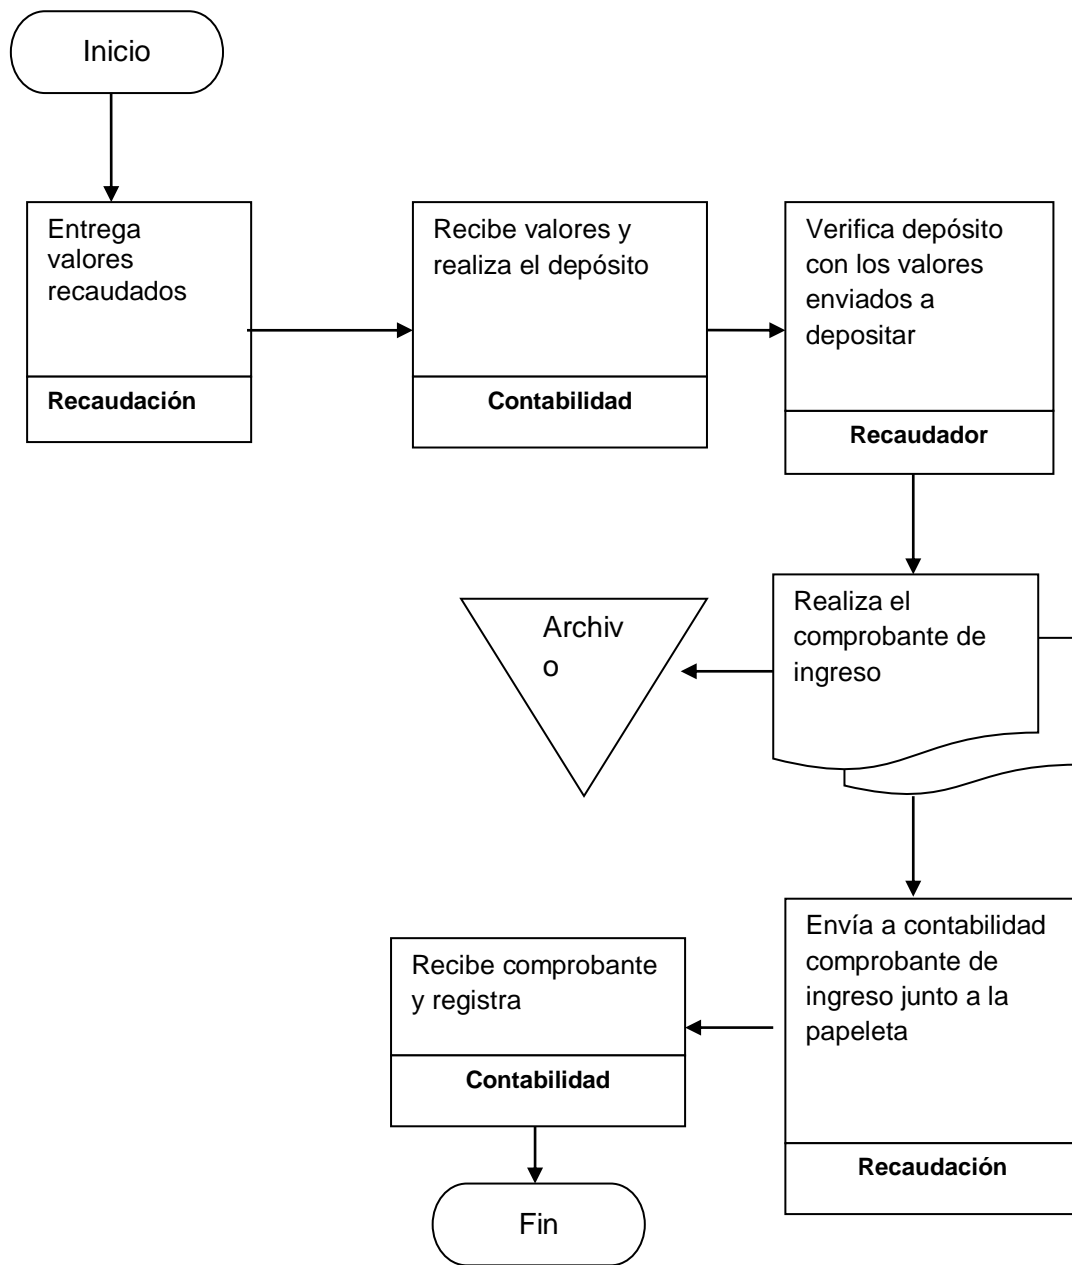 Inicio
Entrega
valores
recaudados
Recaudación
Recibe valores y
realiza el depósito
Contabilidad
Verifica depósito
con los valores
enviados a
depositar
Recaudador
Realiza el
comprobante de
ingreso
Archiv
o
Envía a contabilidad
comprobante de
ingreso junto a la
papeleta
Recaudación
Recibe comprobante
y registra
Contabilidad
Fin